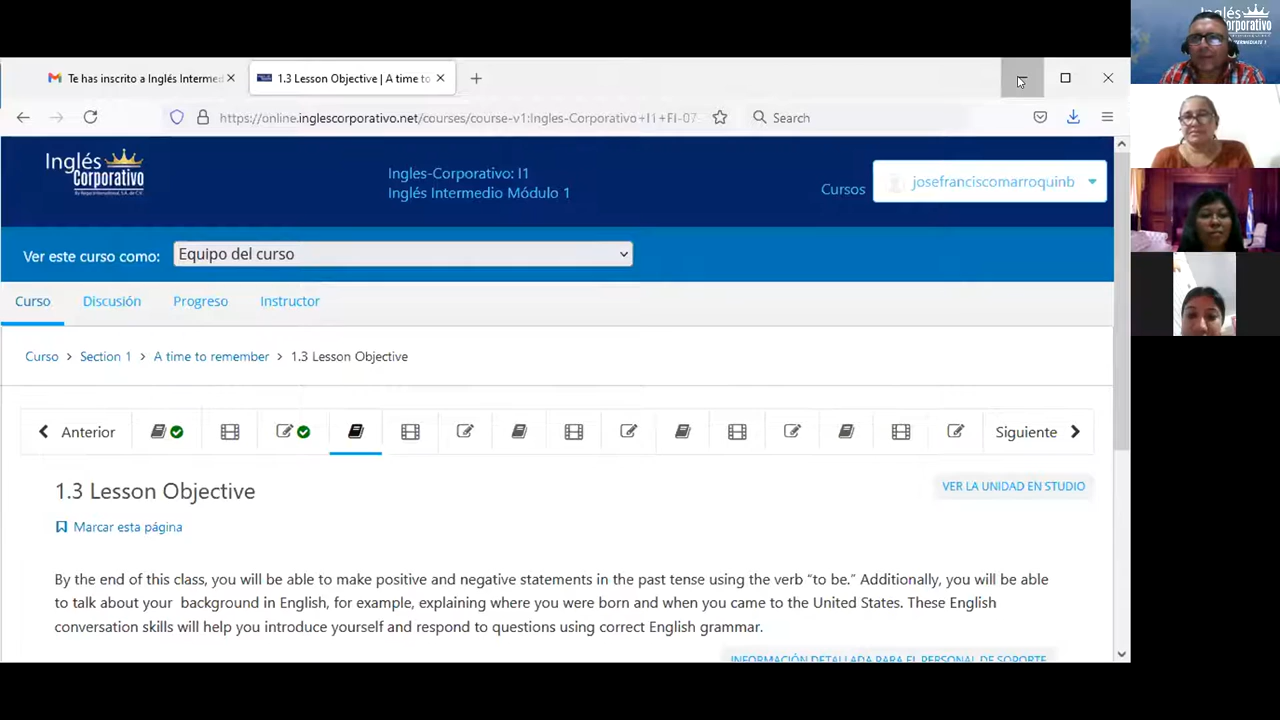 Te has inscrito a Inglés Intermed
1.3 Lesson Objective | A time to
https://online.inglescorporativo.net/courses/course-v1:Ingles-Corporativo+I1+FI-07
Search
Inglés
Corporativo
Ingles-Corporativo: I1
Inglés Intermedio Módulo 1
Cursos
josefranciscomarroquinb
Ver este curso como:
Equipo del curso
Curso
Discusión
Progreso
Instructor
Curso > Section 1 > A time to remember > 1.3 Lesson Objective
Anterior
Siguiente
1.3 Lesson Objective
VER LA UNIDAD EN STUDIO
Marcar esta página
By the end of this class, you will be able to make positive and negative statements in the past tense using the verb “to be.” Additionally, you will be able
to talk about your  background in English, for example, explaining where you were born and when you came to the United States. These English
conversation skills will help you introduce yourself and respond to questions using correct English grammar.
INFORMACIÓN DETALLADA PARA EL PERSONAL DE SOPORTE
Inglés